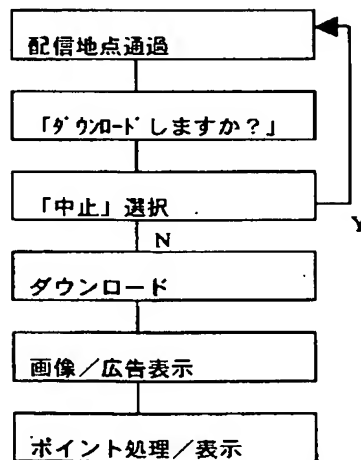 配信地点通過
「ダウンロードしますか？」
「中止」選択
Y
N
ダウンロード
画像／広告表示
ポイント処理／表示